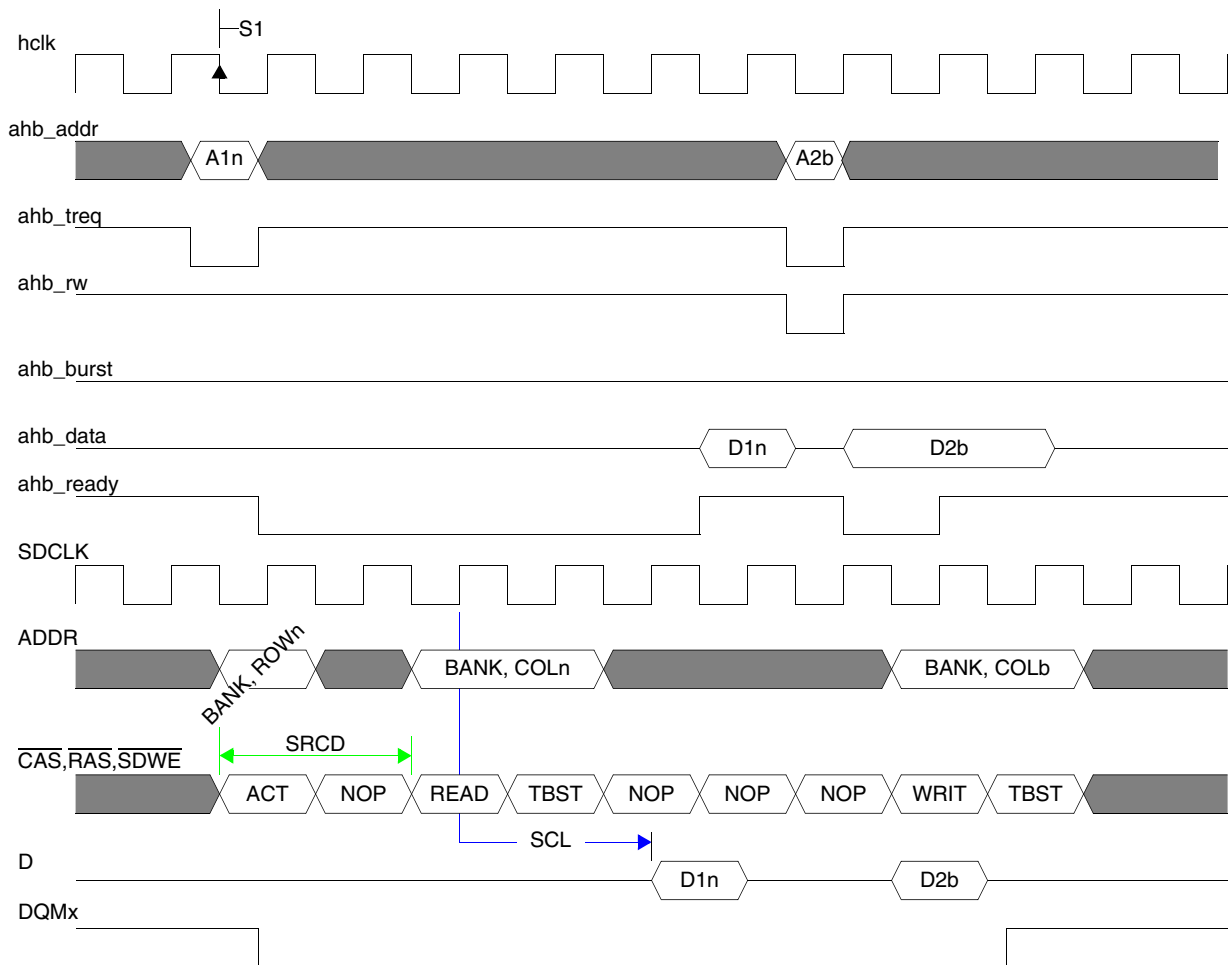 S1
hclk
ahb_addr
A1n
A2b
ahb_treq
ahb_rw
ahb_burst
ahb_data
D1n
D2b
ahb_ready
SDCLK
ADDR
BANK, ROWn
BANK, COLn
BANK, COLb
SRCD
CAS,RAS,SDWE
ACT NOP READ TBST NOP NOP NOP WRIT TBST
SCL
D
D1n
D2b
DQMx